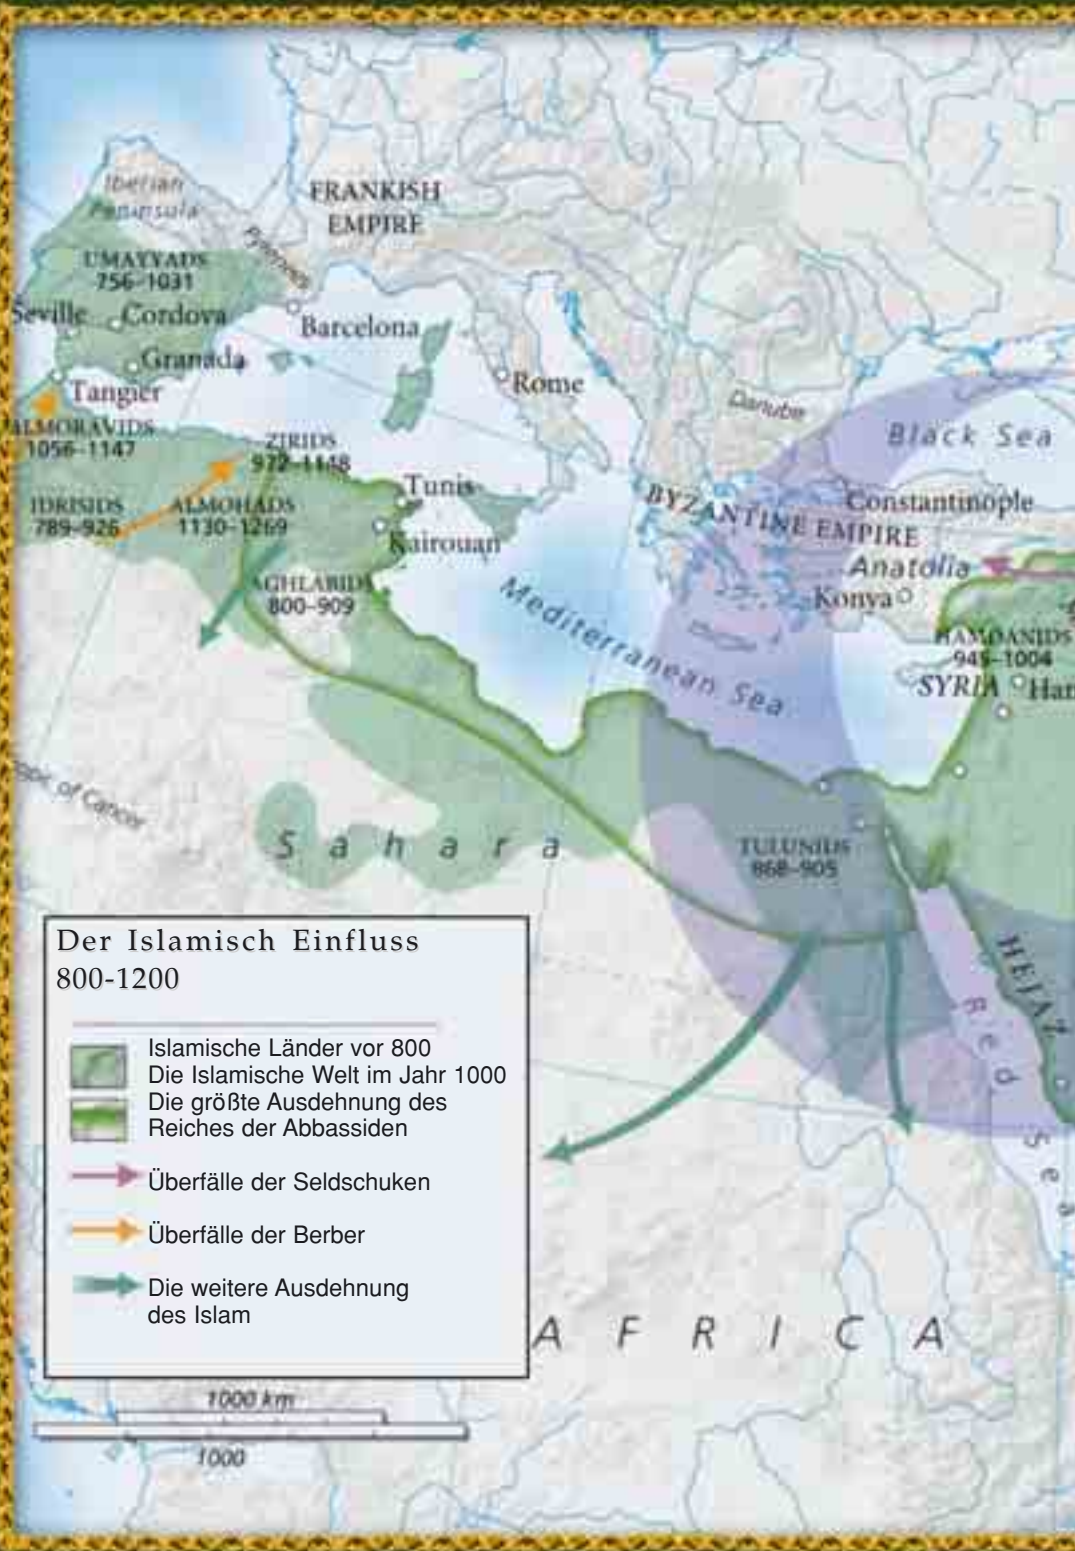 Iberian
Peninsula
FRANKISH
EMPIRE
Pyrenees
UMAYYADS
756–1031
Seville
Cordova
Barcelona
Granada
Tangier
Rome
Danube
Black Sea
ALMORAVIDS
1056–1147
ZIRIDS
972–1148
Tunis
IDRISIDS
789–926
ALMOHADS
1130–1269
Kairouan
BYZANTINE EMPIRE
Constantinople
Anatolia
Konya
AGHLABIDS
800–909
Mediterranean Sea
HAMDANIDS
945–1004
SYRIA
Har
Tropic of Cancer
Sahara
TULUNIDS
868–905
HEJAZ
Red Sea
Der Islamisch Einfluss
800-1200
Islamische Länder vor 800
Die Islamische Welt im Jahr 1000
Die größte Ausdehnung des
Reiches der Abbassiden
Überfälle der Seldschuken
Überfälle der Berber
Die weitere Ausdehnung
des Islam
AFRICA
1000 km
1000